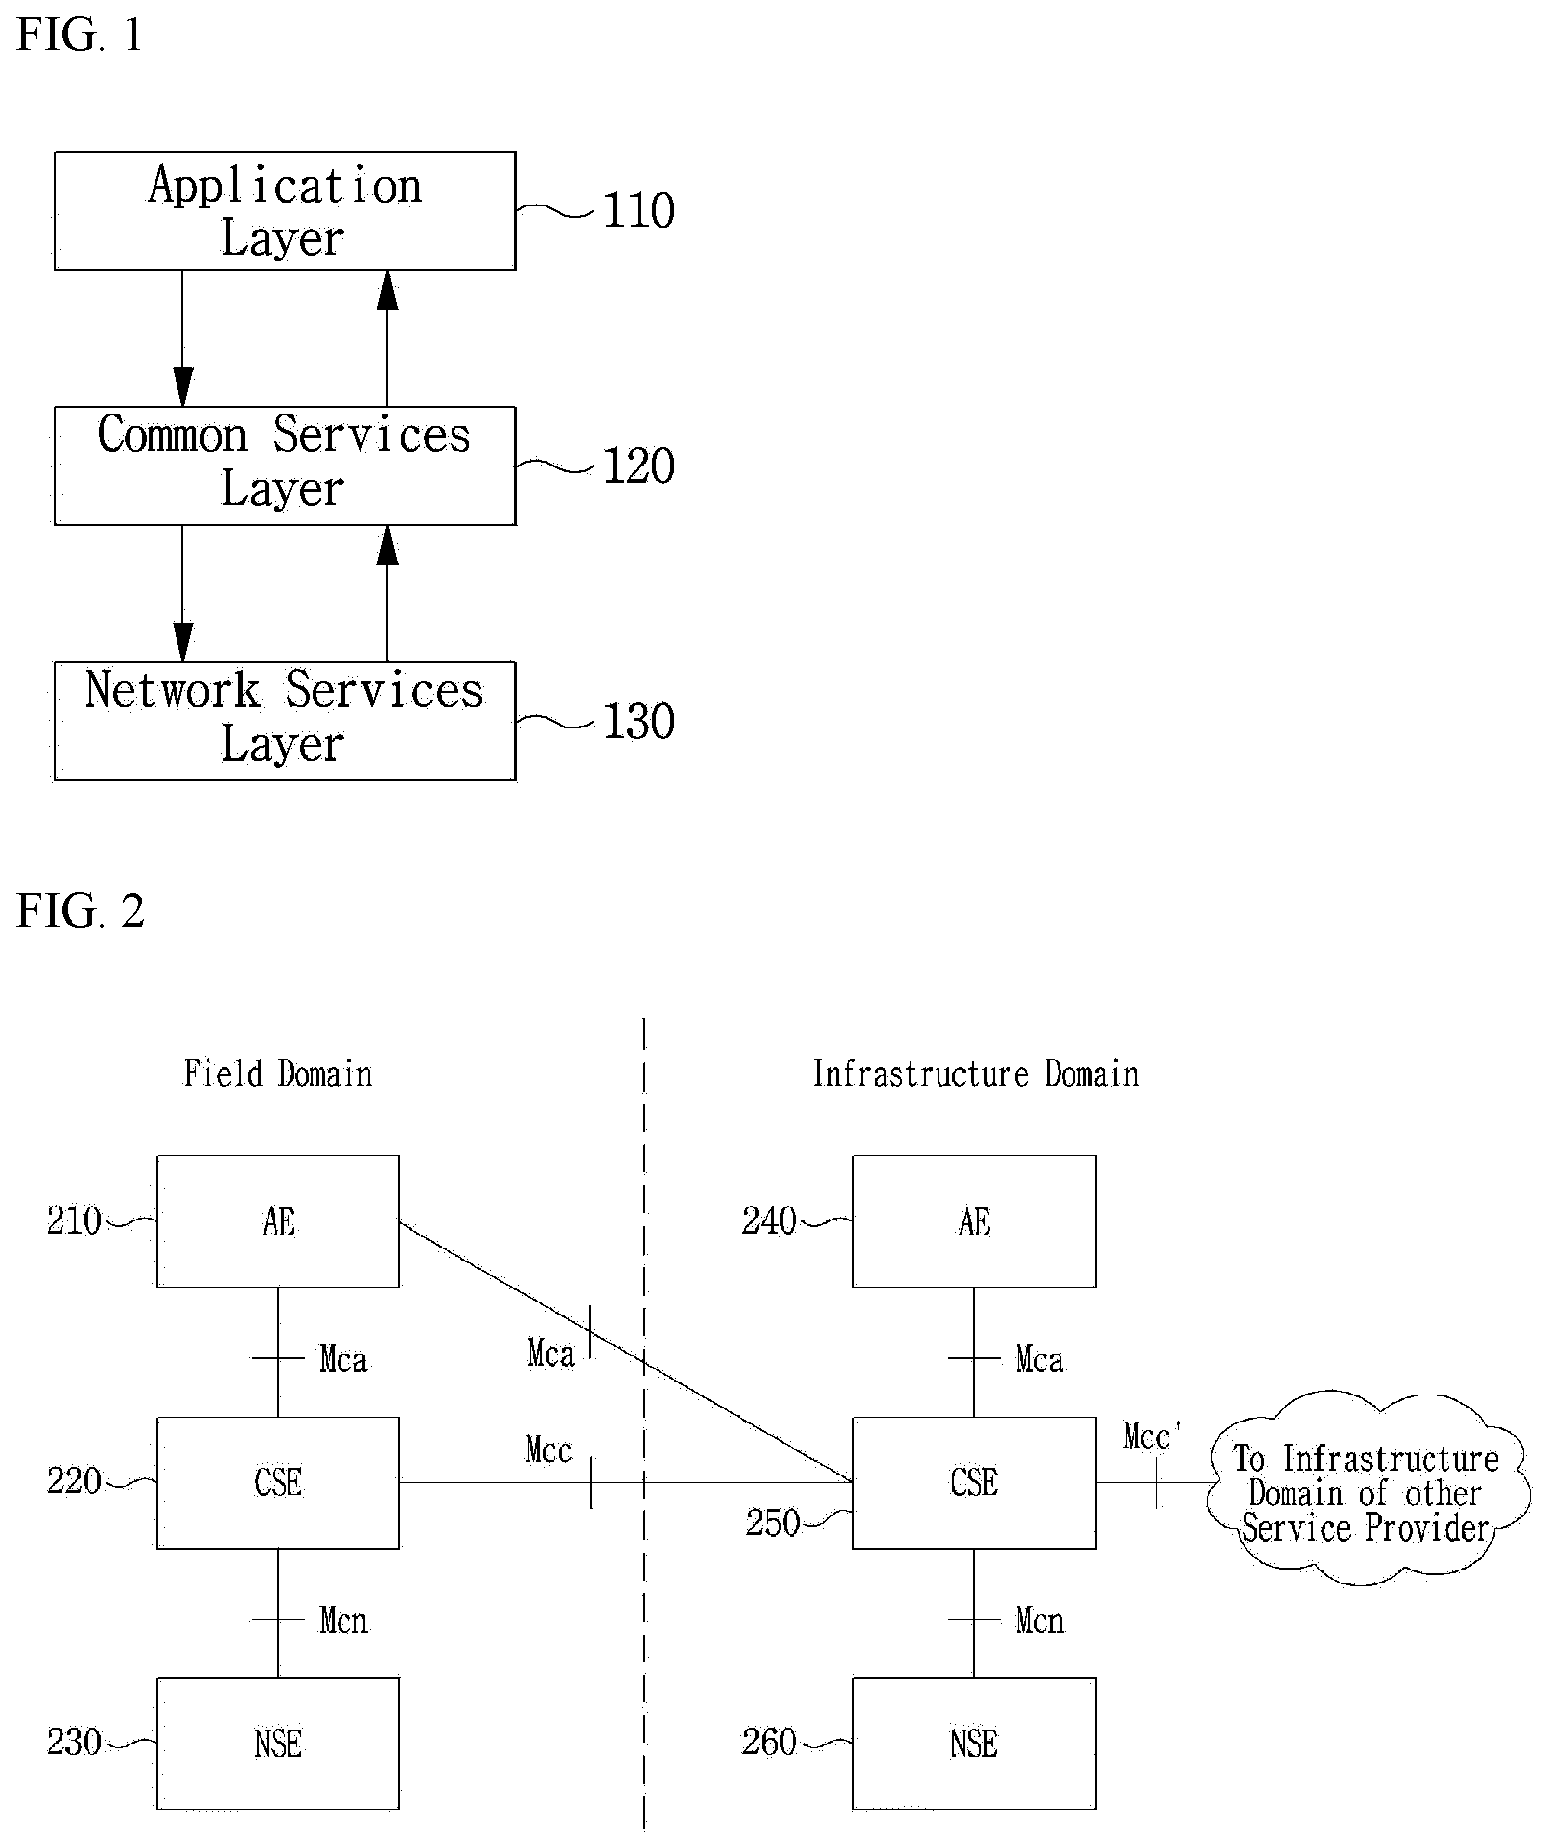 FIG. 1
Application
Layer
110
Common Services
Layer
120
Network Services
Layer
130
FIG. 2
Field Domain
Infrastructure Domain
210
AE
240
AE
Mca
Mca
Mca
220
CSE
Mcc
250
CSE
Mcc'
To Infrastructure
Domain of other
Service Provider
Mcn
Mcn
230
NSE
260
NSE